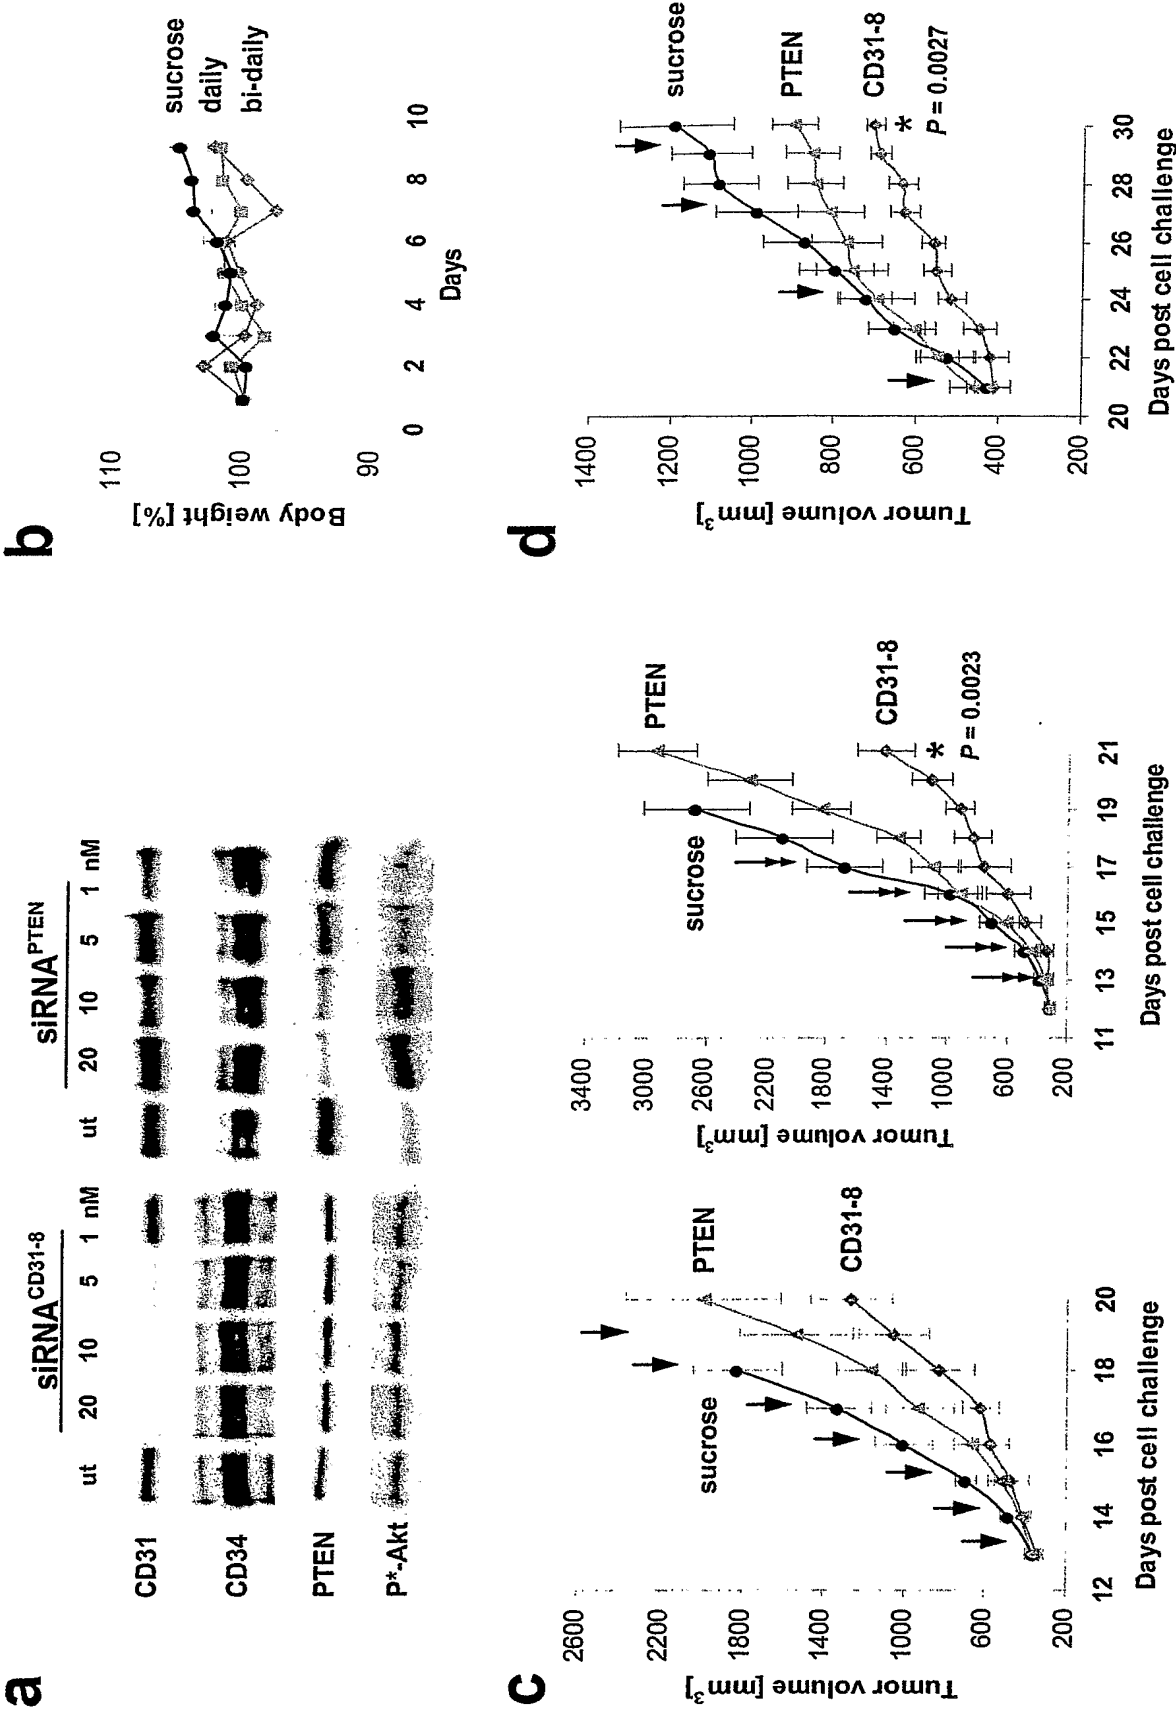 a
siRNA^CD31-8
siRNA^PTEN
ut 20 10 5 1 nM ut 20 10 5 1 nM
CD31
CD34
PTEN
P*-Akt
b
Body weight [%]
110
100
90
0 2 4 6 8 10
Days
sucrose
daily
bi-daily
c
Tumor volume [mm³]
2600
2200
1800
1400
1000
600
200
12 14 16 18 20
Days post cell challenge
sucrose
PTEN
CD31-8
Tumor volume [mm³]
3400
3000
2600
2200
1800
1400
1000
600
200
11 13 15 17 19 21
Days post cell challenge
sucrose
PTEN
CD31-8
*
P = 0.0023
d
Tumor volume [mm³]
1400
1200
1000
800
600
400
200
20 22 24 26 28 30
Days post cell challenge
sucrose
PTEN
CD31-8
*
P = 0.0027